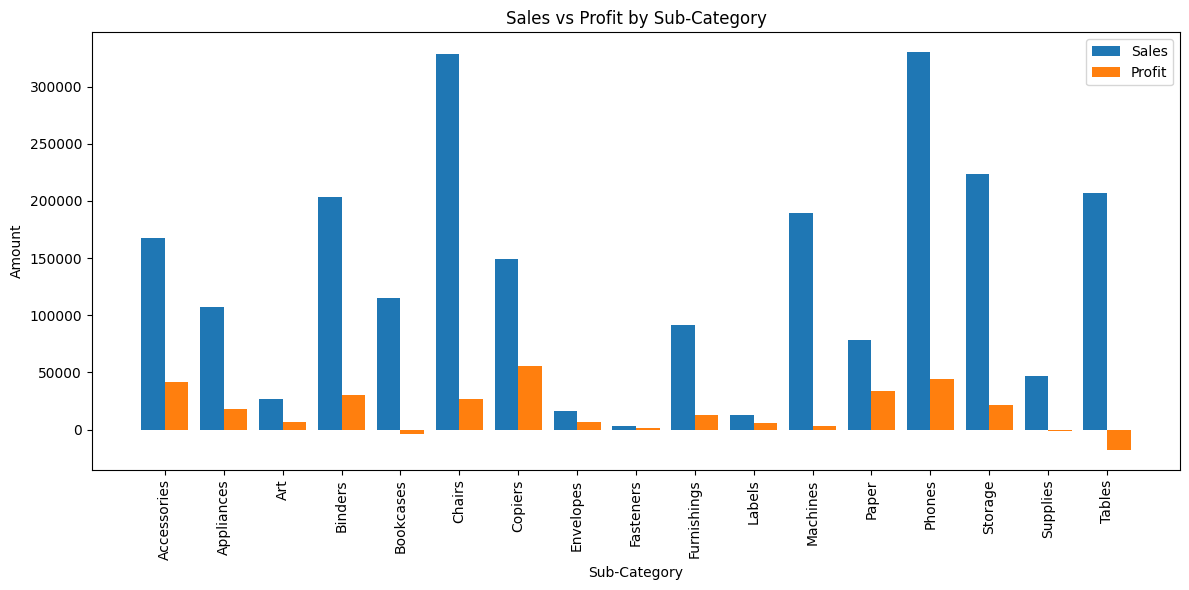 Sales vs Profit by Sub-Category
Sales
Profit
Amount
300000
250000
200000
150000
100000
50000
0
Accessories
Appliances
Art
Binders
Bookcases
Chairs
Copiers
Envelopes
Fasteners
Furnishings
Labels
Machines
Paper
Phones
Storage
Supplies
Tables
Sub-Category